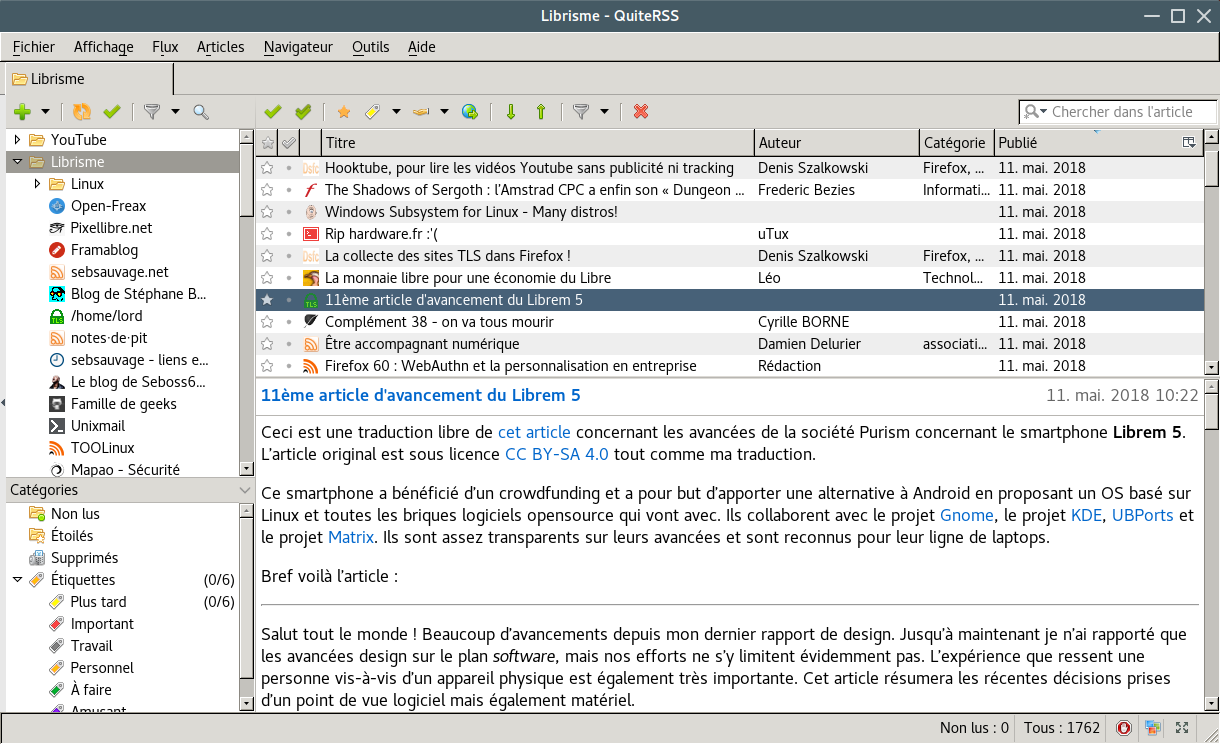 Librisme - QuiteRSS
Fichier Affichage Flux Articles Navigateur Outils Aide
Librisme
Chercher dans l'article
YouTube
Librisme
Linux
Open-Freax
Pixellibre.net
Framablog
sebsauvage.net
Blog de Stéphane B...
/home/lord
notes·de·pit
sebsauvage - liens e...
Le blog de Seboss6...
Famille de geeks
Unixmail
TOOLinux
Mapao - Sécurité
Catégories
Non lus
Étoilés
Supprimés
Étiquettes (0/6)
Plus tard (0/6)
Important
Travail
Personnel
À faire
Amusant
Titre Auteur Catégorie Publié
Hooktube, pour lire les vidéos Youtube sans publicité ni tracking Denis Szalkowski Firefox, ... 11. mai. 2018
The Shadows of Sergoth : l'Amstrad CPC a enfin son « Dungeon ... Frederic Bezies Informati... 11. mai. 2018
Windows Subsystem for Linux - Many distros! 11. mai. 2018
Rip hardware.fr :'( uTux 11. mai. 2018
La collecte des sites TLS dans Firefox ! Denis Szalkowski Firefox, ... 11. mai. 2018
La monnaie libre pour une économie du Libre Léo Technol... 11. mai. 2018
TLS 11ème article d'avancement du Librem 5 11. mai. 2018
Complément 38 - on va tous mourir Cyrille BORNE 11. mai. 2018
Être accompagnant numérique Damien Delurier associati... 11. mai. 2018
Firefox 60 : WebAuthn et la personnalisation en entreprise Rédaction 11. mai. 2018
11ème article d'avancement du Librem 5 11. mai. 2018 10:22
Ceci est une traduction libre de cet article concernant les avancées de la société Purism concernant le smartphone Librem 5.
L'article original est sous licence CC BY-SA 4.0 tout comme ma traduction.
Ce smartphone a bénéficié d'un crowdfunding et a pour but d'apporter une alternative à Android en proposant un OS basé sur
Linux et toutes les briques logiciels opensource qui vont avec. Ils collaborent avec le projet Gnome, le projet KDE, UBPorts et
le projet Matrix. Ils sont assez transparents sur leurs avancées et sont reconnus pour leur ligne de laptops.
Bref voilà l'article :
Salut tout le monde ! Beaucoup d'avancements depuis mon dernier rapport de design. Jusqu'à maintenant je n'ai rapporté que
les avancées design sur le plan software, mais nos efforts ne s'y limitent évidemment pas. L'expérience que ressent une
personne vis-à-vis d'un appareil physique est également très importante. Cet article résumera les récentes décisions prises
d'un point de vue logiciel mais également matériel.
Non lus : 0 Tous : 1762